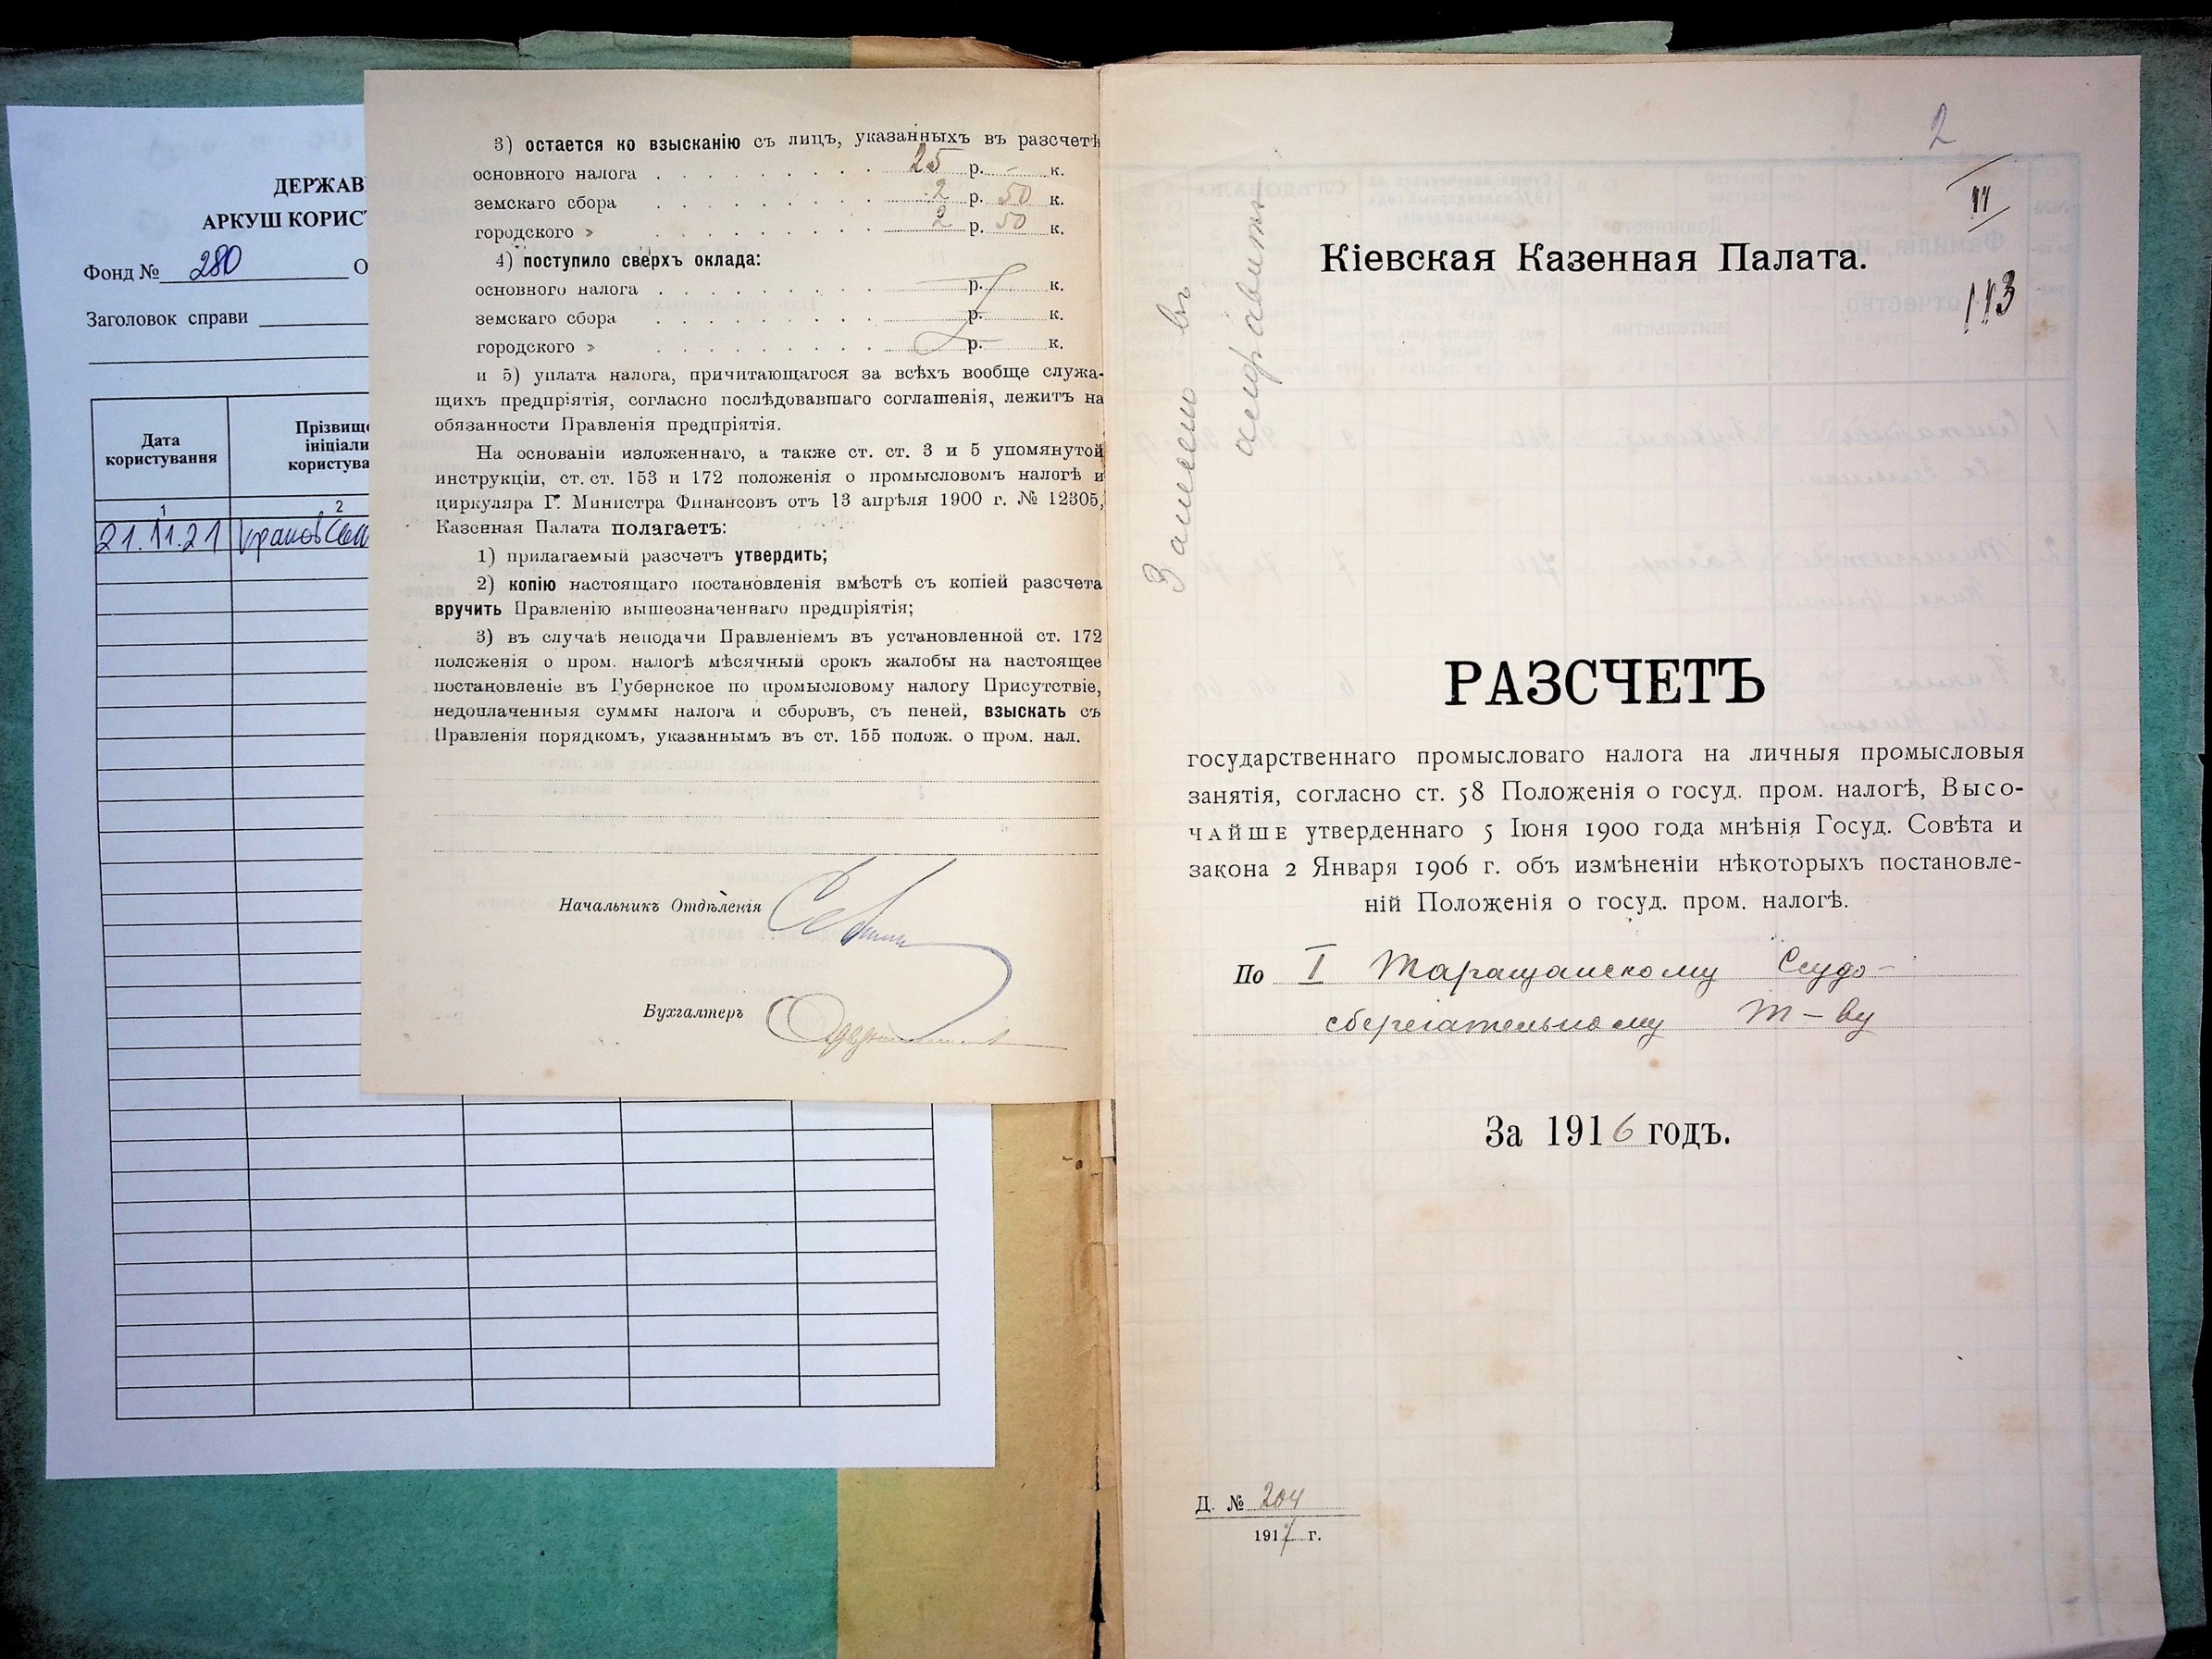 ДЕРЖАВ
АРКУШ КОРИС
Фонд № 280 О
Заголовок справи
Дата користування
Прізвище ініціали користува
1 2
21.11.21
3) остается ко взысканію съ лицъ, указанныхъ въ разсчетѣ
основного налога . . . . . . . . 25 р. - к.
земскаго сбора . . . . . . . . 2 р. 50 к.
городского » . . . . . . . . 2 р. 50 к.
4) поступило сверхъ оклада:
основного налога . . . . . . . . р. к.
земскаго сбора . . . . . . . . р. к.
городского » . . . . . . . . р. к.
и 5) уплата налога, причитающагося за всѣхъ вообще служа-
щихъ предпріятія, согласно послѣдовавшаго соглашенія, лежитъ на
обязанности Правленія предпріятія.
На основаніи изложеннаго, а также ст. ст. 3 и 5 упомянутой
инструкціи, ст. ст. 153 и 172 положенія о промысловомъ налогѣ и
циркуляра Г. Министра Финансовъ отъ 13 апрѣля 1900 г. № 12305,
Казенная Палата полагаетъ:
1) прилагаемый разсчетъ утвердить;
2) копію настоящаго постановленія вмѣстѣ съ копіей разсчета
вручить Правленію вышеозначеннаго предпріятія;
3) въ случаѣ неподачи Правленіемъ въ установленной ст. 172
положенія о пром. налогѣ мѣсячный срокъ жалобы на настоящее
постановленіе въ Губернское по промысловому налогу Присутствіе,
недоплаченныя суммы налога и сборовъ, съ пеней, взыскать съ
Правленія порядкомъ, указаннымъ въ ст. 155 полож. о пром. нал.
Начальникъ Отдѣленія
Бухгалтеръ
2
VI
113
Занесено въ
алфавитъ
Кіевская Казенная Палата.
РАЗСЧЕТЪ
государственнаго промысловаго налога на личныя промысловыя
занятія, согласно ст. 58 Положенія о госуд. пром. налогѣ, Высо-
чайше утверденнаго 5 Іюня 1900 года мнѣнія Госуд. Совѣта и
закона 2 Января 1906 г. объ измѣненіи нѣкоторыхъ постановле-
ній Положенія о госуд. пром. налогѣ.
По I Таращанскому Ссудо-
сберегательному Т-ву
За 1916 годъ.
Д. № 204
1917 г.